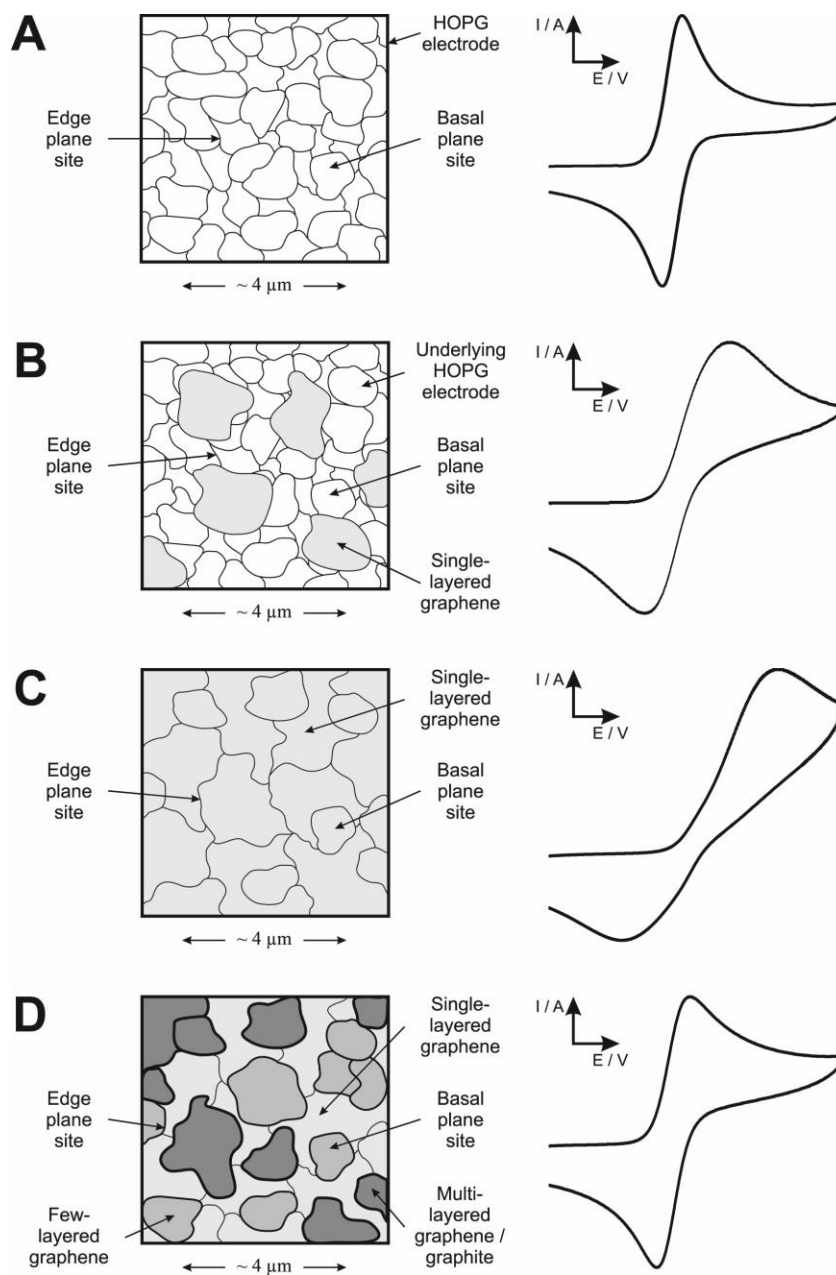 A
HOPG
electrode
Edge
plane
site
Basal
plane
site
~ 4 µm
I / A
E / V
B
Underlying
HOPG
electrode
Edge
plane
site
Basal
plane
site
Single-
layered
graphene
~ 4 µm
I / A
E / V
C
Single-
layered
graphene
Edge
plane
site
Basal
plane
site
~ 4 µm
I / A
E / V
D
Single-
layered
graphene
Edge
plane
site
Basal
plane
site
Few-
layered
graphene
Multi-
layered
graphene /
graphite
~ 4 µm
I / A
E / V